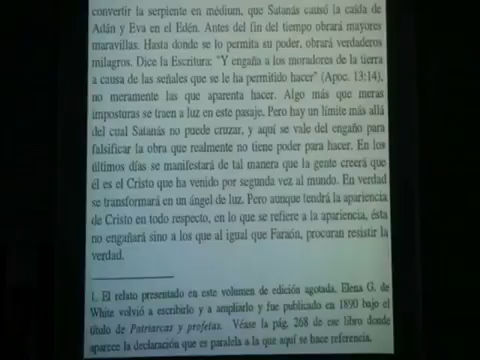 convertir la serpiente en médium, que Satanás causó la caída de
Adán y Eva en el Edén. Antes del fin del tiempo obrará mayores
maravillas. Hasta donde se lo permita su poder, obrará verdaderos
milagros. Dice la Escritura: "Y engaña a los moradores de la tierra
a causa de las señales que se le ha permitido hacer" (Apoc. 13:14),
no meramente las que aparenta hacer. Algo más que meras
imposturas se traen a luz en este pasaje. Pero hay un límite más allá
del cual Satanás no puede cruzar, y aquí se vale del engaño para
falsificar la obra que realmente no tiene poder para hacer. En los
últimos días se manifestará de tal manera que la gente creerá que
él es el Cristo que ha venido por segunda vez al mundo. En verdad
se transformará en un ángel de luz. Pero aunque tendrá la apariencia
de Cristo en todo respecto, en lo que se refiere a la apariencia, ésta
no engañará sino a los que al igual que Faraón, procuran resistir la
verdad.
1. El relato presentado en este volumen de edición agotada. Elena G. de
White volvió a escribirlo y a ampliarlo y fue publicado en 1890 bajo el
título de Patriarcas y profetas. Véase la pág. 268 de ese libro donde
aparece la declaración que es paralela a la que aquí se hace referencia.